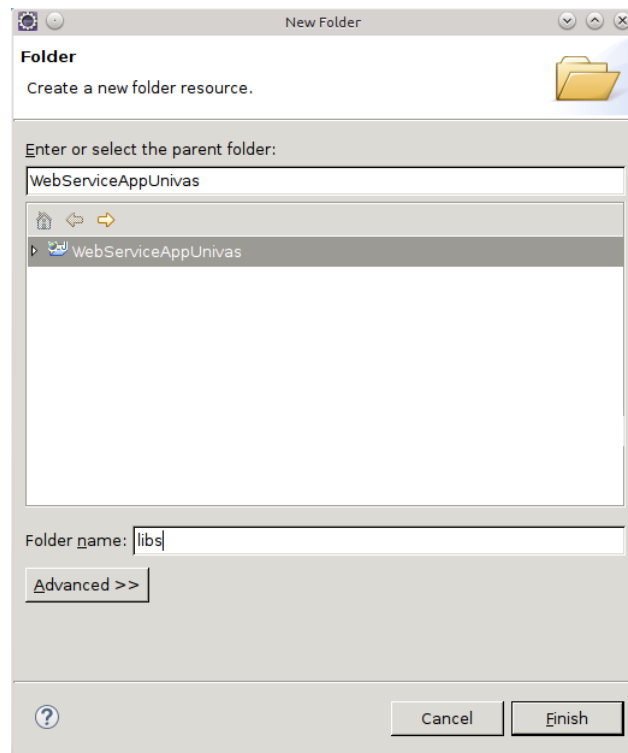 New Folder
Folder
Create a new folder resource.
Enter or select the parent folder:
WebServiceAppUnivas
WebServiceAppUnivas
Folder name: libs
Advanced >>
Cancel Finish